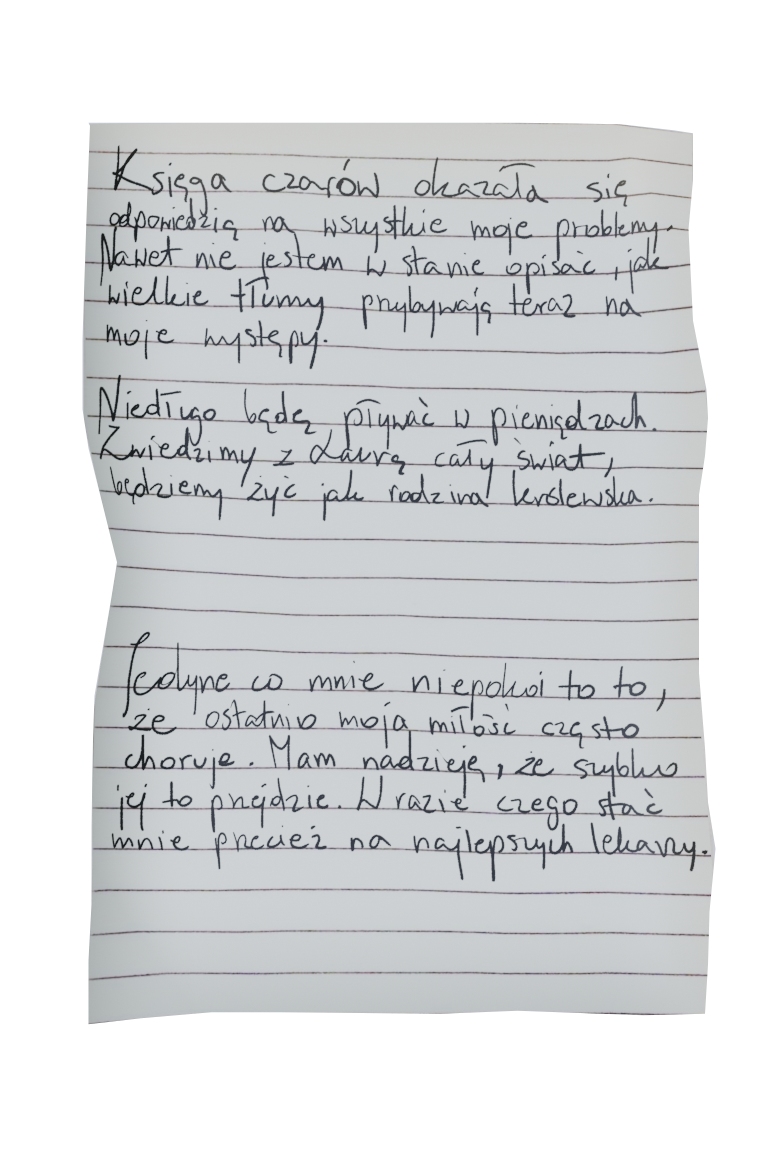 Księga czarów okazała się
odpowiedzią na wszystkie moje problemy.
Nawet nie jestem w stanie opisać, jak
wielkie tłumy przybywają teraz na
moje występy.
Niedługo będę pływać w pieniądzach.
Zwiedzimy z Laurą cały świat,
będziemy żyć jak rodzina królewska.
Jedyne co mnie niepokoi to to,
że ostatnio moja miłość często
choruje. Mam nadzieję, że szybko
jej to przejdzie. W razie czego stać
mnie przecież na najlepszych lekarzy.